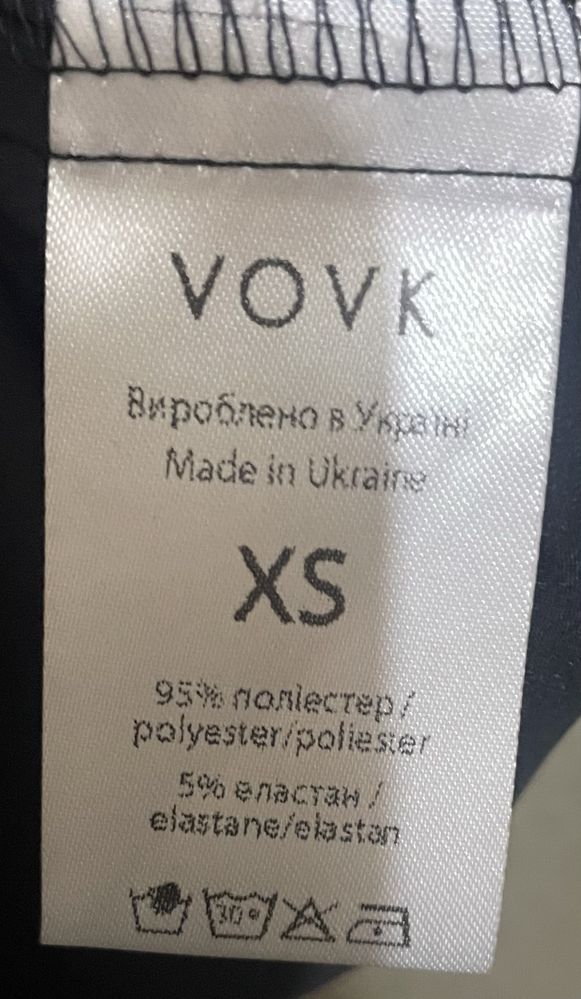 VOVK
Вироблено в Україні
Made in Ukraine
XS
95% поліестер/
polyester/poliester
5% еластан /
elastane/elastan
30°